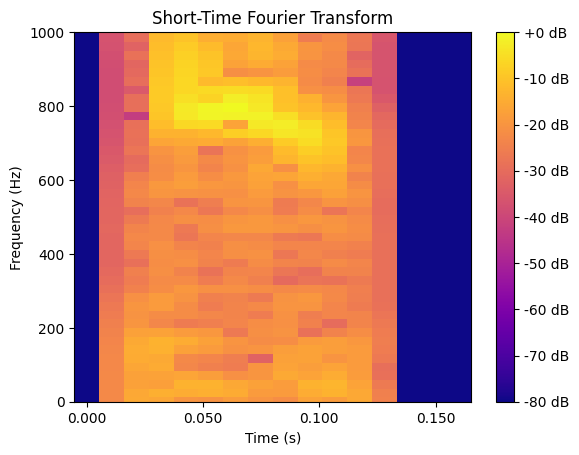 Short-Time Fourier Transform
1000
800
600
400
200
0
Frequency (Hz)
0.000
0.050
0.100
0.150
Time (s)
+0 dB
-10 dB
-20 dB
-30 dB
-40 dB
-50 dB
-60 dB
-70 dB
-80 dB